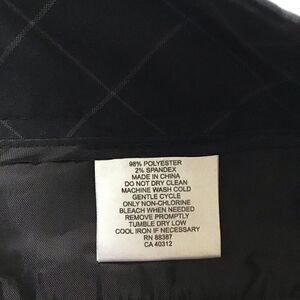 98% POLYESTER
2% SPANDEX
MADE IN CHINA
DO NOT DRY CLEAN
MACHINE WASH COLD
GENTLE CYCLE
ONLY NON-CHLORINE
BLEACH WHEN NEEDED
REMOVE PROMPTLY
TUMBLE DRY LOW
COOL IRON IF NECESSARY
RN 88387
CA 40312